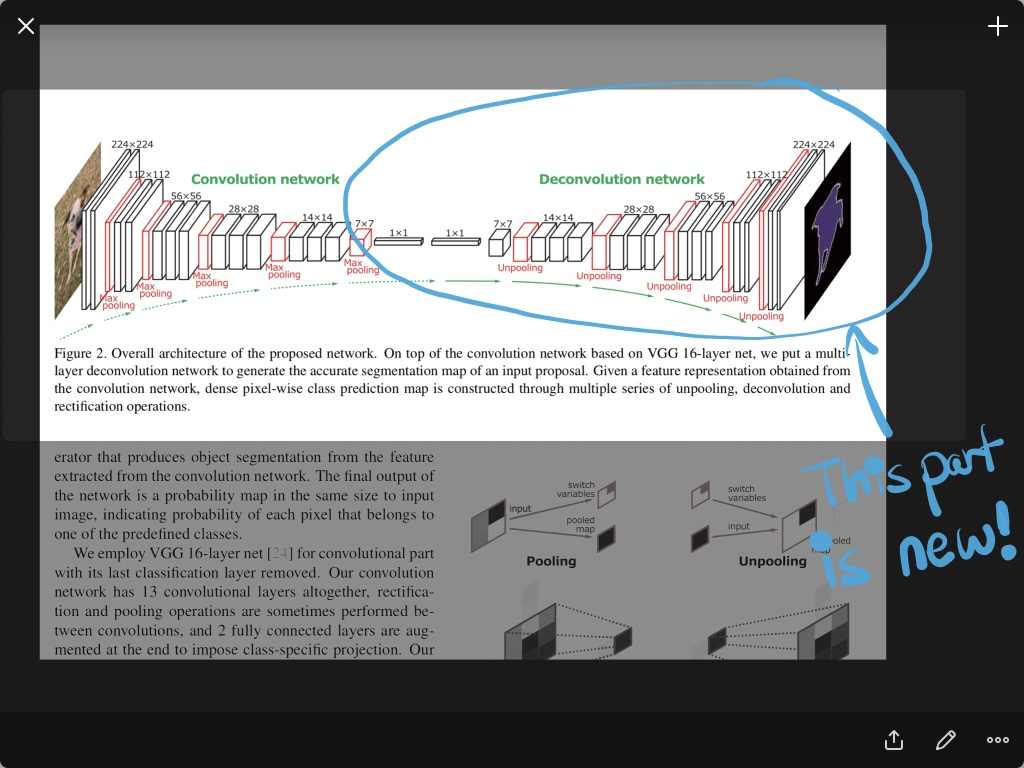 224×224
112×112
56×56
28×28
14×14
7×7
1×1
1×1
7×7
14×14
28×28
56×56
112×112
224×224
Convolution network
Deconvolution network
Max
pooling
Max
pooling
Max
pooling
Max
pooling
Max
pooling
Unpooling
Unpooling
Unpooling
Unpooling
Unpooling
Figure 2. Overall architecture of the proposed network. On top of the convolution network based on VGG 16-layer net, we put a multi-
layer deconvolution network to generate the accurate segmentation map of an input proposal. Given a feature representation obtained from
the convolution network, dense pixel-wise class prediction map is constructed through multiple series of unpooling, deconvolution and
rectification operations.
This part
is new!
erator that produces object segmentation from the feature
extracted from the convolution network. The final output of
the network is a probability map in the same size to input
image, indicating probability of each pixel that belongs to
one of the predefined classes.
We employ VGG 16-layer net [24] for convolutional part
with its last classification layer removed. Our convolution
network has 13 convolutional layers altogether, rectifica-
tion and pooling operations are sometimes performed be-
tween convolutions, and 2 fully connected layers are aug-
mented at the end to impose class-specific projection. Our
input
switch
variables
pooled
map
Pooling
switch
variables
input
map
Unpooling